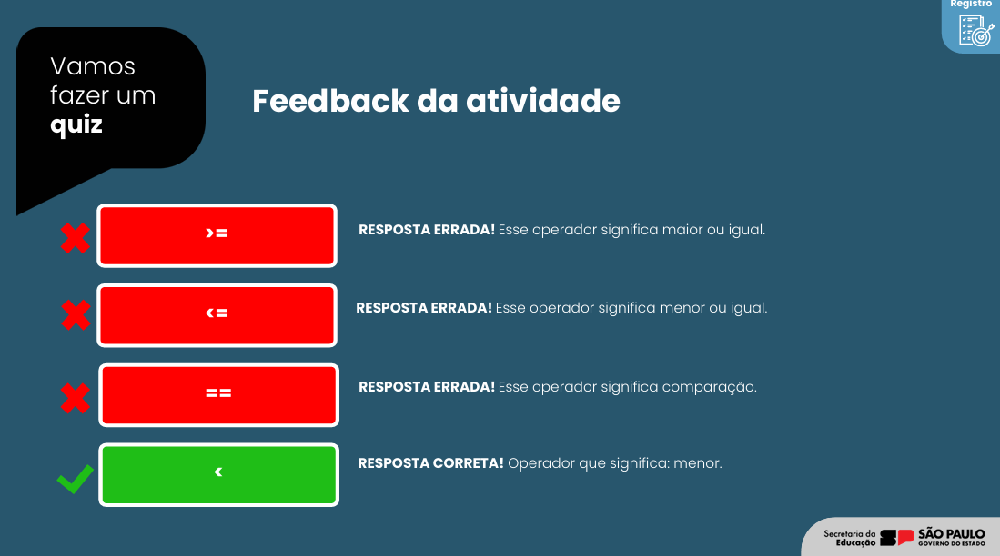 Registro
Vamos
fazer um
quiz
Feedback da atividade
>=
RESPOSTA ERRADA! Esse operador significa maior ou igual.
<=
RESPOSTA ERRADA! Esse operador significa menor ou igual.
==
RESPOSTA ERRADA! Esse operador significa comparação.
<
RESPOSTA CORRETA! Operador que significa: menor.
Secretaria da
Educação
SP
SÃO PAULO
GOVERNO DO ESTADO